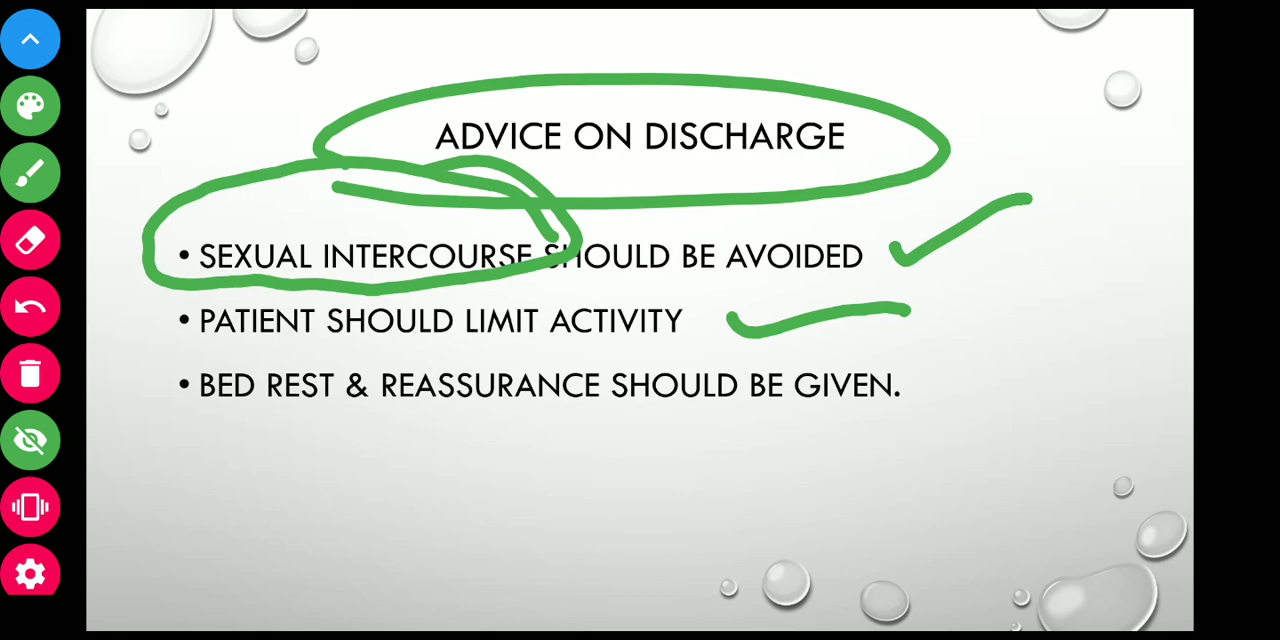 ADVICE ON DISCHARGE
• SEXUAL INTERCOURSE SHOULD BE AVOIDED
• PATIENT SHOULD LIMIT ACTIVITY
• BED REST & REASSURANCE SHOULD BE GIVEN.